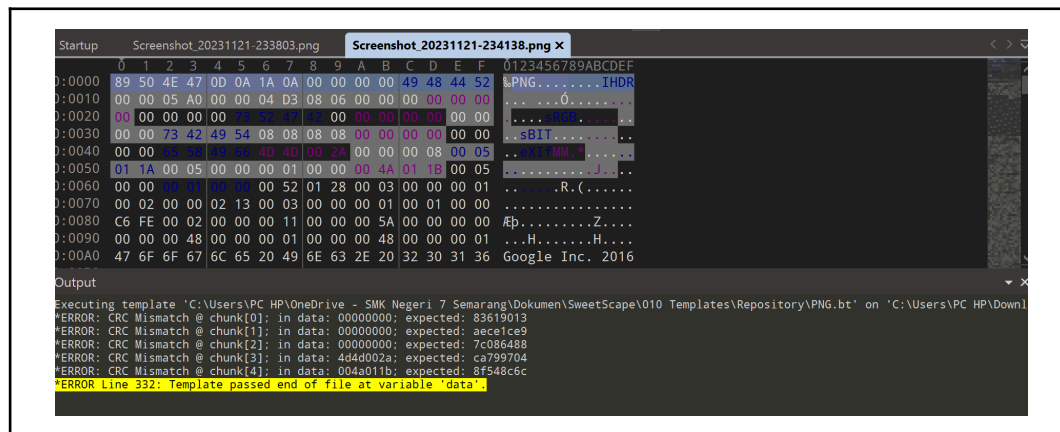 Startup Screenshot_20231121-233803.png Screenshot_20231121-234138.png ×
0 1 2 3 4 5 6 7 8 9 A B C D E F 0123456789ABCDEF
0:0000 89 50 4E 47 0D 0A 1A 0A 00 00 00 00 49 48 44 52 ‰PNG........IHDR
0:0010 00 00 05 A0 00 00 04 D3 08 06 00 00 00 00 00 00 ... ...Ó........
0:0020 00 00 00 00 00 73 52 47 42 00 00 00 00 00 00 00 .....sRGB.......
0:0030 00 00 73 42 49 54 08 08 08 08 00 00 00 00 00 00 ..sBIT..........
0:0040 00 00 65 58 49 66 4D 4D 00 2A 00 00 00 08 00 05 ..eXIfMM.*......
0:0050 01 1A 00 05 00 00 00 01 00 00 00 4A 01 1B 00 05 ...........J....
0:0060 00 00 00 01 00 00 00 52 01 28 00 03 00 00 00 01 .......R.(......
0:0070 00 02 00 00 02 13 00 03 00 00 00 01 00 01 00 00 ................
0:0080 C6 FE 00 02 00 00 00 11 00 00 00 5A 00 00 00 00 Æþ.........Z....
0:0090 00 00 00 48 00 00 00 01 00 00 00 48 00 00 00 01 ...H.......H....
0:00A0 47 6F 6F 67 6C 65 20 49 6E 63 2E 20 32 30 31 36 Google Inc. 2016
Output
Executing template 'C:\Users\PC HP\OneDrive - SMK Negeri 7 Semarang\Dokumen\SweetScape\010 Templates\Repository\PNG.bt' on 'C:\Users\PC HP\Downl
*ERROR: CRC Mismatch @ chunk[0]; in data: 00000000; expected: 83619013
*ERROR: CRC Mismatch @ chunk[1]; in data: 00000000; expected: aece1ce9
*ERROR: CRC Mismatch @ chunk[2]; in data: 00000000; expected: 7c086488
*ERROR: CRC Mismatch @ chunk[3]; in data: 4d4d002a; expected: ca799704
*ERROR: CRC Mismatch @ chunk[4]; in data: 004a011b; expected: 8f548c6c
*ERROR Line 332: Template passed end of file at variable 'data'.